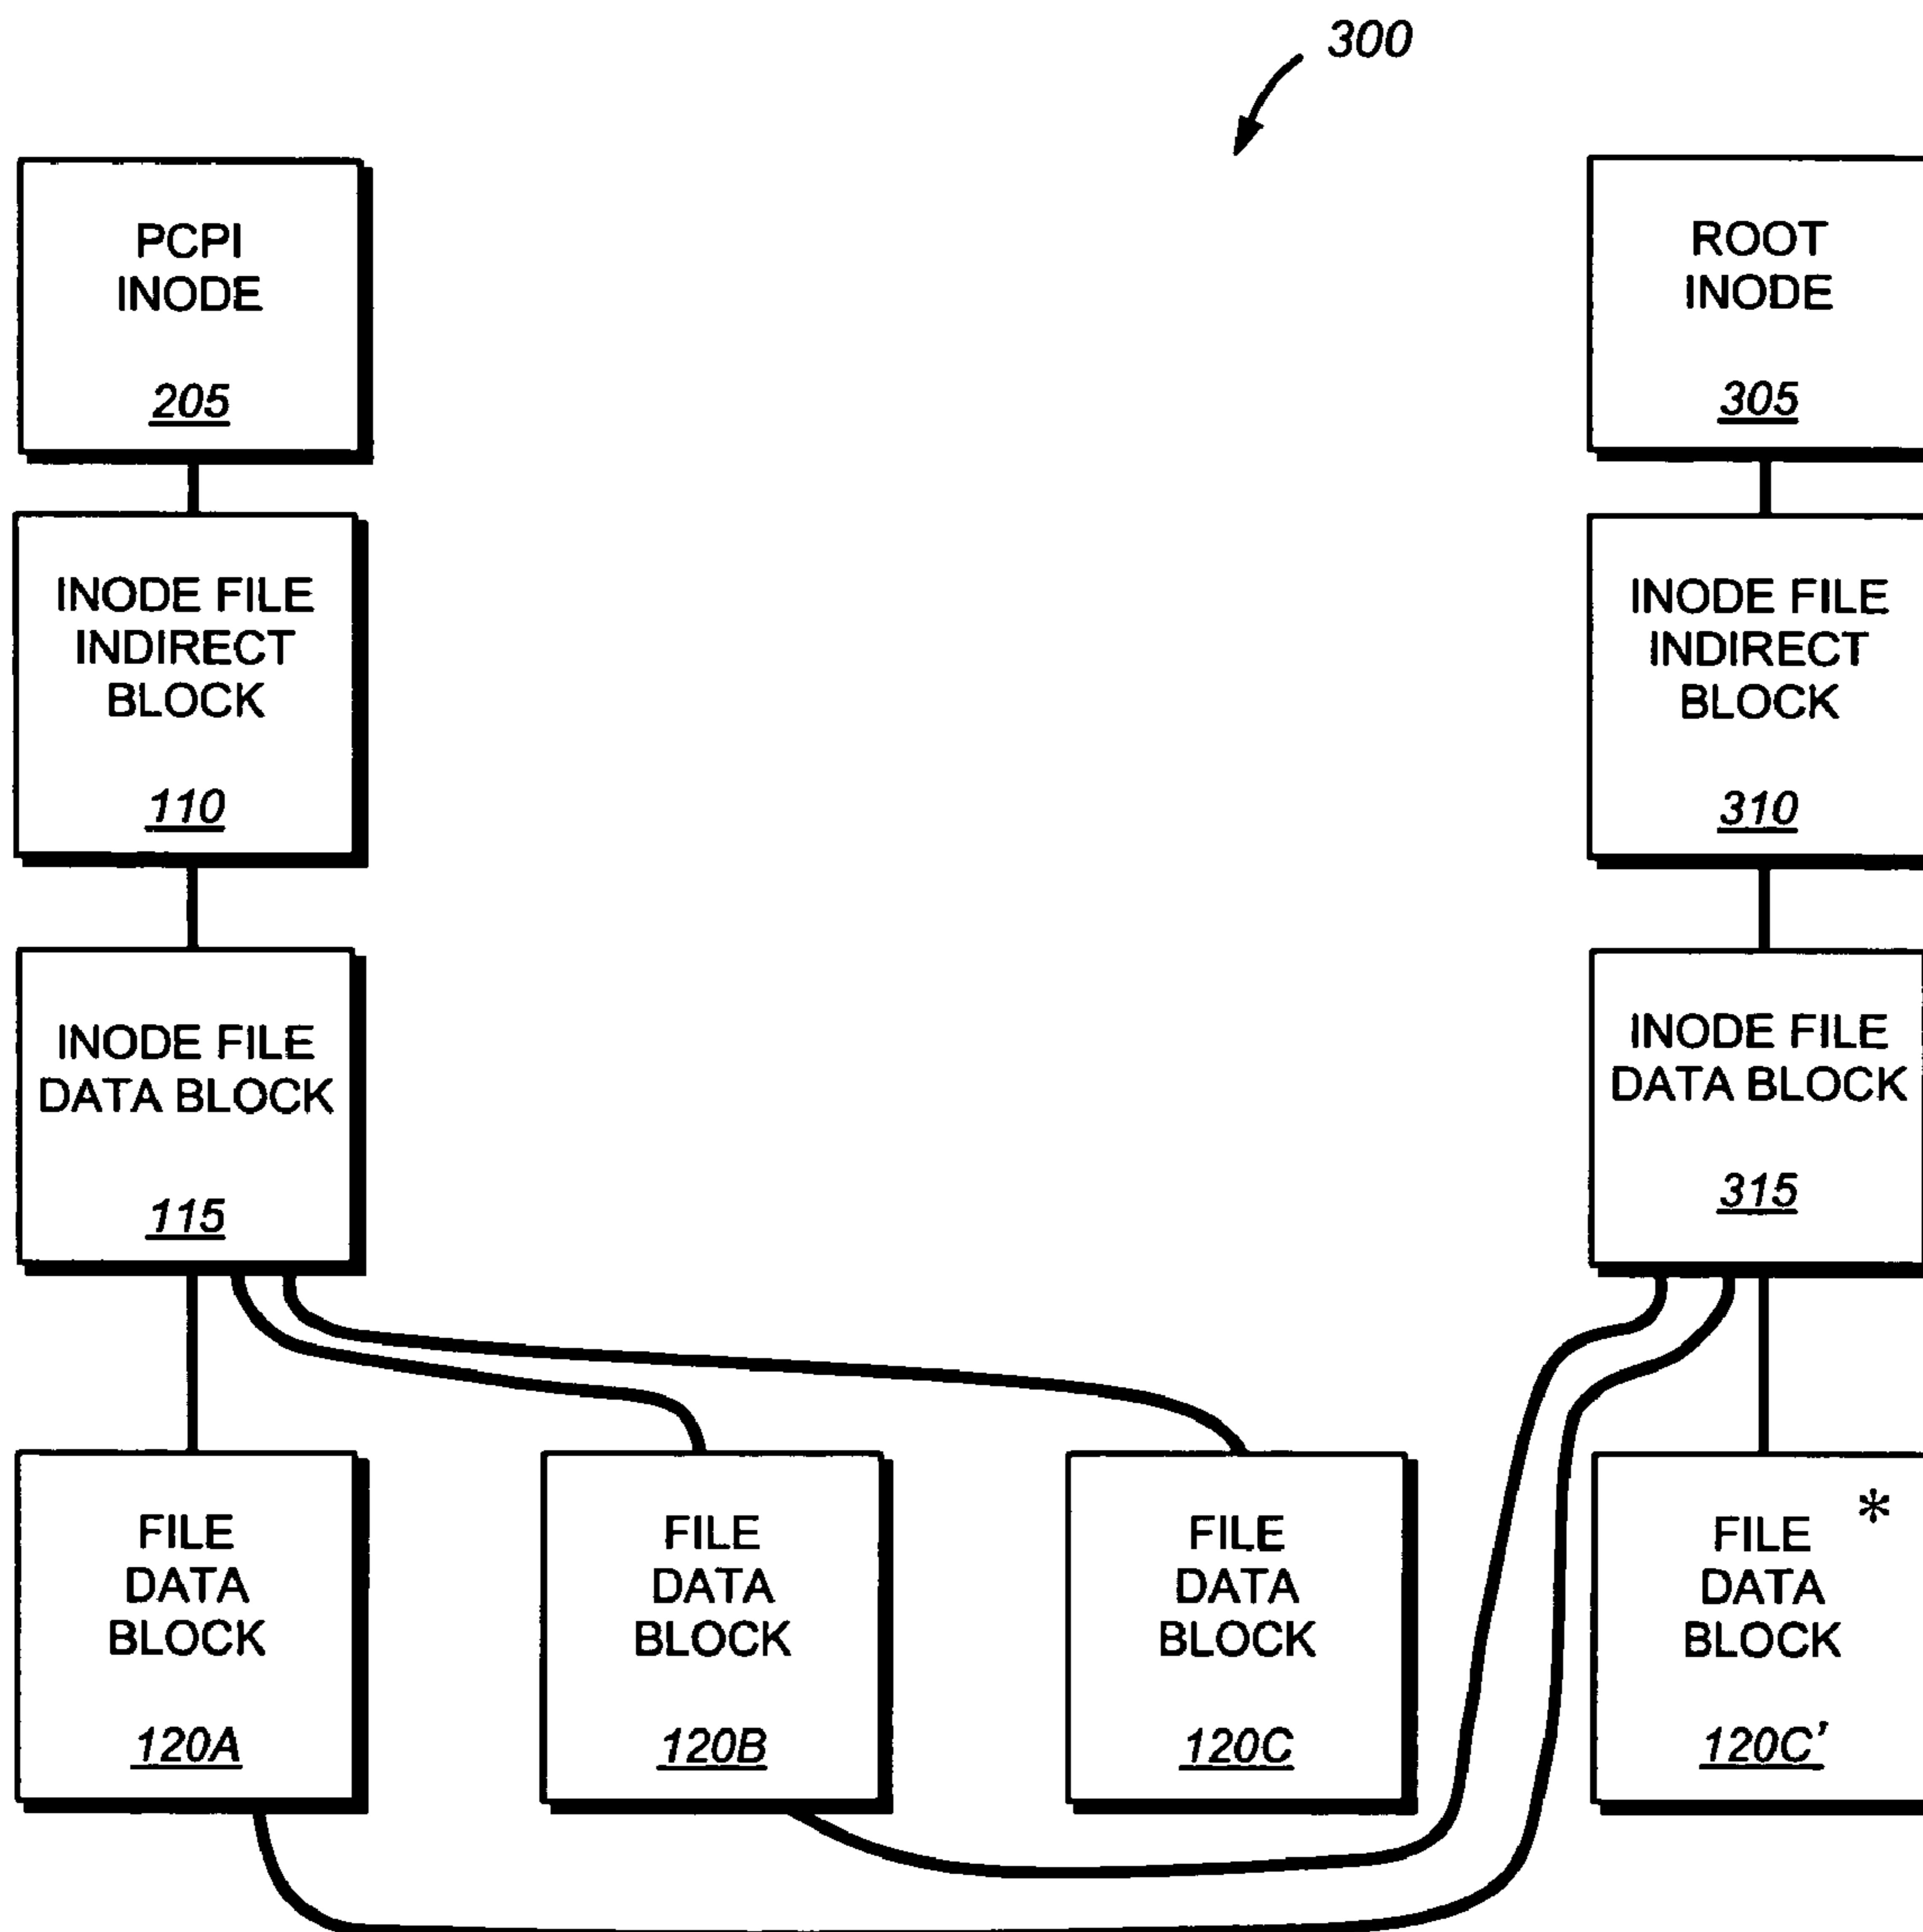 300
PCPI
INODE
205
ROOT
INODE
305
INODE FILE
INDIRECT
BLOCK
110
INODE FILE
INDIRECT
BLOCK
310
INODE FILE
DATA BLOCK
115
INODE FILE
DATA BLOCK
315
FILE
DATA
BLOCK
120A
FILE
DATA
BLOCK
120B
FILE
DATA
BLOCK
120C
*
FILE
DATA
BLOCK
120C'